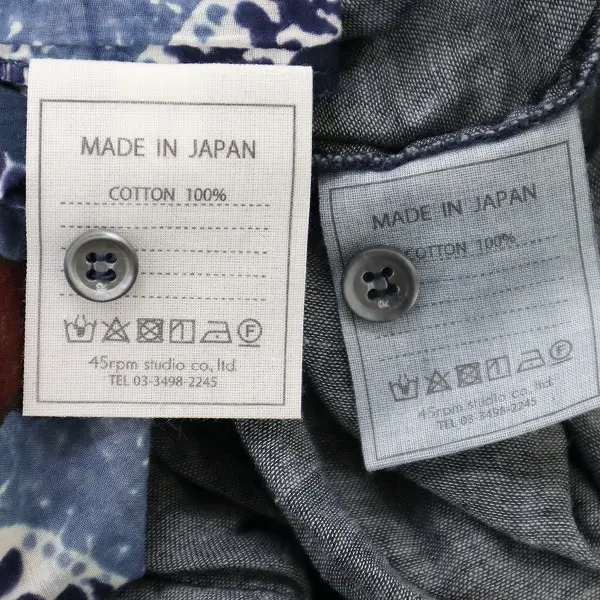 MADE IN JAPAN
COTTON 100%
45rpm studio co., ltd.
TEL 03-3498-2245
MADE IN JAPAN
COTTON 100%
45rpm studio co., ltd.
TEL 03-3498-2245